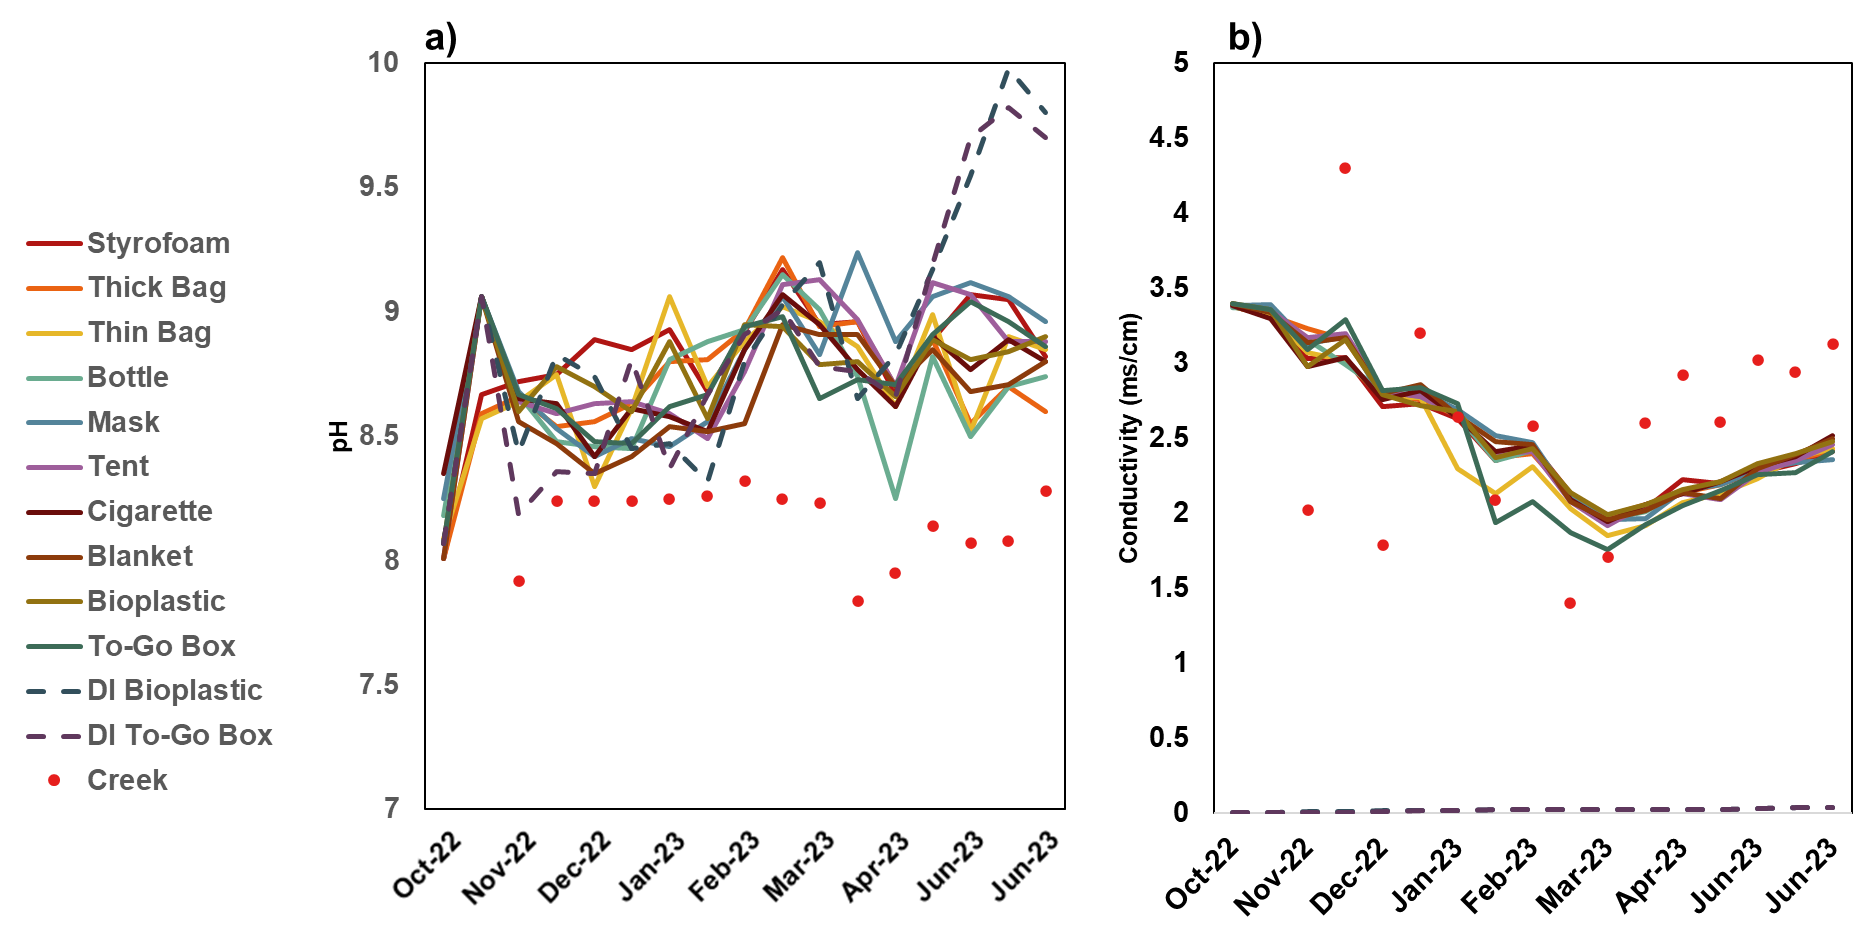 Styrofoam
Thick Bag
Thin Bag
Bottle
Mask
Tent
Cigarette
Blanket
Bioplastic
To-Go Box
DI Bioplastic
DI To-Go Box
Creek
a)
pH
10
9.5
9
8.5
8
7.5
7
Oct-22
Nov-22
Dec-22
Jan-23
Feb-23
Mar-23
Apr-23
Jun-23
Jun-23
b)
Conductivity (ms/cm)
5
4.5
4
3.5
3
2.5
2
1.5
1
0.5
0
Oct-22
Nov-22
Dec-22
Jan-23
Feb-23
Mar-23
Apr-23
Jun-23
Jun-23